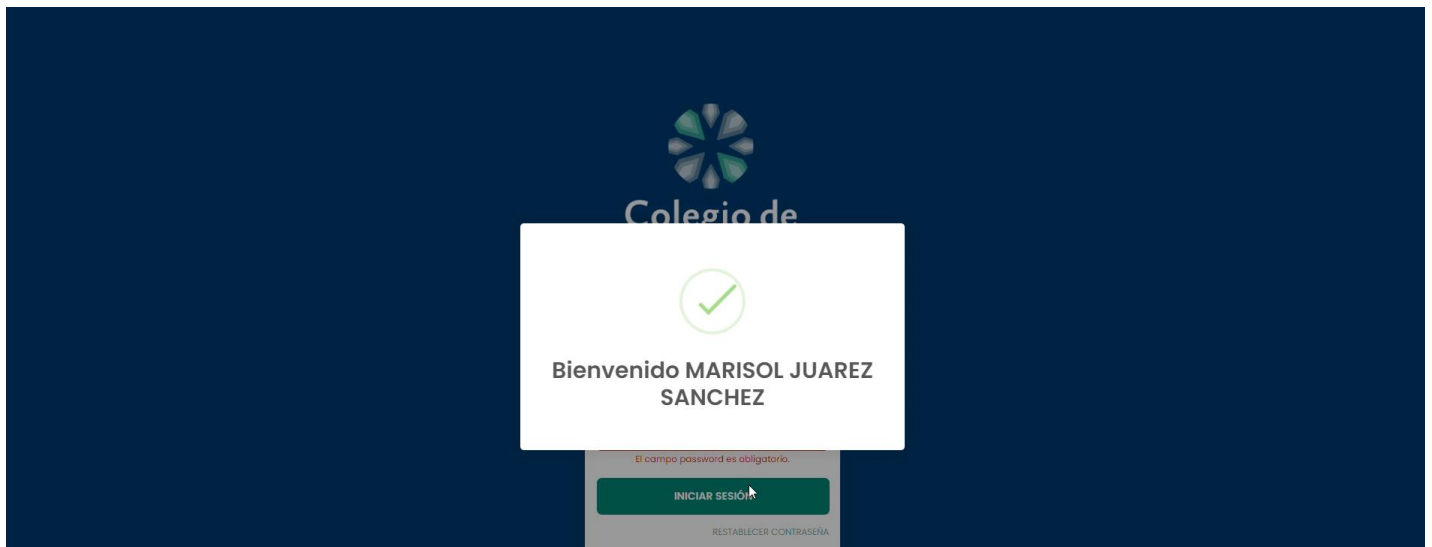 Colegio de
Bienvenido MARISOL JUAREZ
SANCHEZ
El campo password es obligatorio.
INICIAR SESIÓN
RESTABLECER CONTRASEÑA